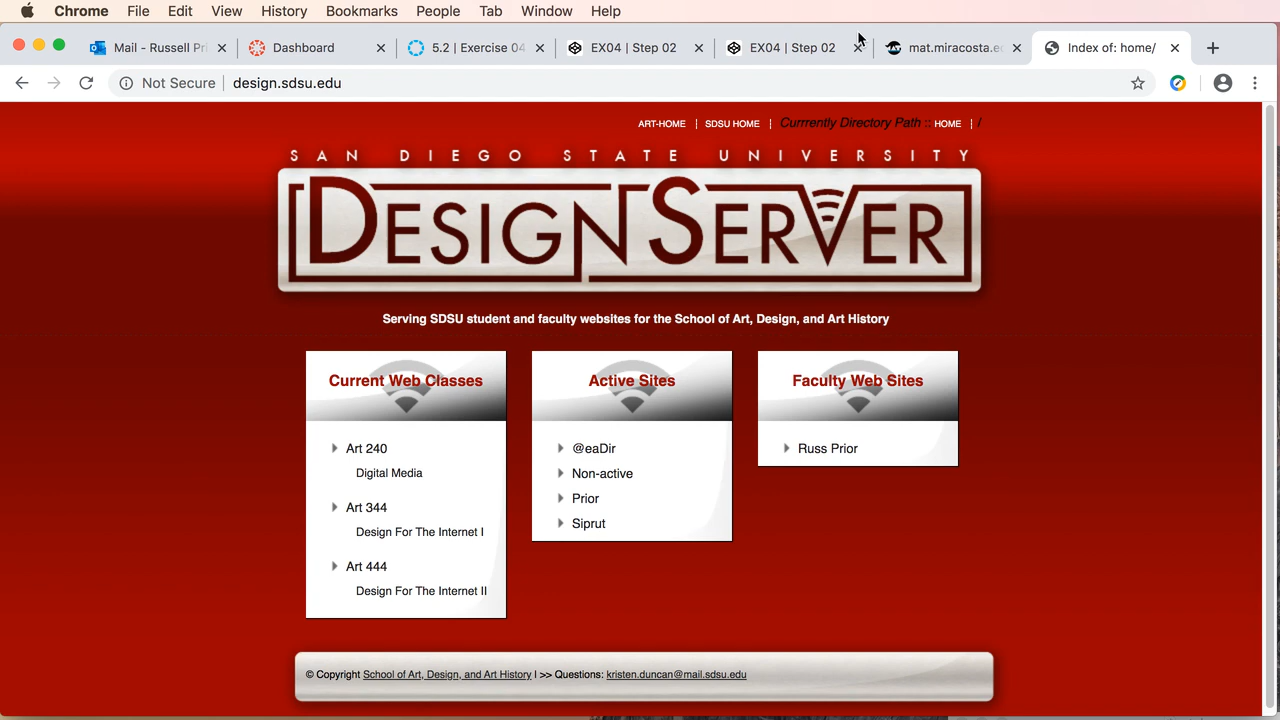 Chrome File Edit View History Bookmarks People Tab Window Help
Mail - Russell Pri Dashboard 5.2 | Exercise 04 EX04 | Step 02 EX04 | Step 02 mat.miracosta.e Index of: home/
Not Secure design.sdsu.edu
ART-HOME | SDSU HOME | Currrently Directory Path :: HOME | /
SAN DIEGO STATE UNIVERSITY
DESIGNSERVER
Serving SDSU student and faculty websites for the School of Art, Design, and Art History
Current Web Classes
Art 240
Digital Media
Art 344
Design For The Internet I
Art 444
Design For The Internet II
Active Sites
@eaDir
Non-active
Prior
Siprut
Faculty Web Sites
Russ Prior
© Copyright School of Art, Design, and Art History | >> Questions: kristen.duncan@mail.sdsu.edu